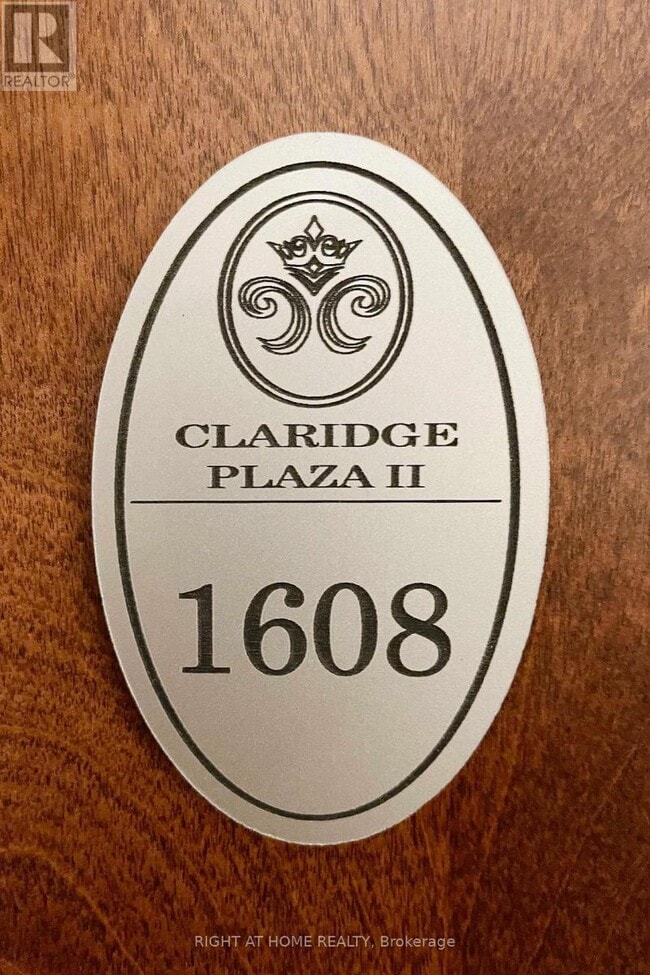 R
REALTOR®
CLARIDGE
PLAZA II
1608
RIGHT AT HOME REALTY, Brokerage